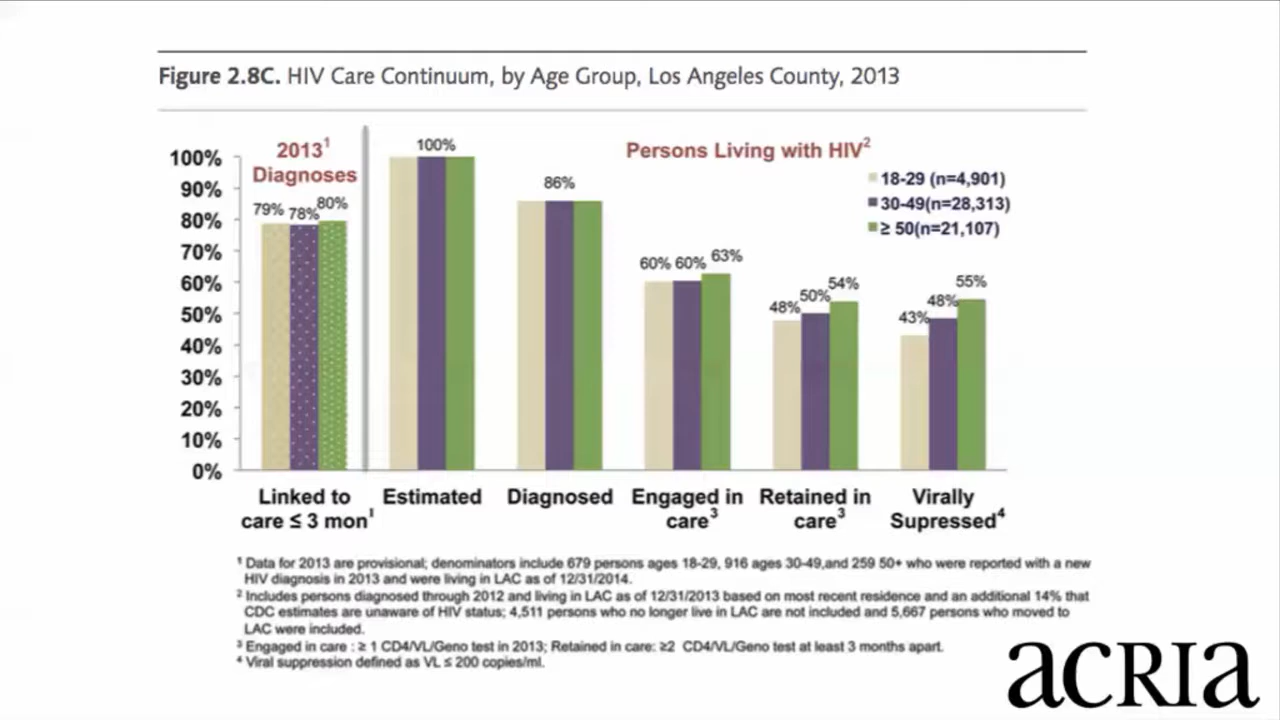 Figure 2.8C. HIV Care Continuum, by Age Group, Los Angeles County, 2013
2013¹
Diagnoses
Persons Living with HIV²
18-29 (n=4,901)
30-49(n=28,313)
≥ 50(n=21,107)
100%
90%
80%
70%
60%
50%
40%
30%
20%
10%
0%
79% 78% 80%
100%
86%
60% 60% 63%
48% 50% 54%
43% 48% 55%
Linked to
care ≤ 3 mon¹
Estimated
Diagnosed
Engaged in
care³
Retained in
care³
Virally
Supressed⁴
¹ Data for 2013 are provisional; denominators include 679 persons ages 18-29, 916 ages 30-49,and 259 50+ who were reported with a new
HIV diagnosis in 2013 and were living in LAC as of 12/31/2014.
² Includes persons diagnosed through 2012 and living in LAC as of 12/31/2013 based on most recent residence and an additional 14% that
CDC estimates are unaware of HIV status; 4,511 persons who no longer live in LAC are not included and 5,667 persons who moved to
LAC were included.
³ Engaged in care : ≥ 1 CD4/VL/Geno test in 2013; Retained in care: ≥2 CD4/VL/Geno test at least 3 months apart.
⁴ Viral suppression defined as VL ≤ 200 copies/ml.
acria